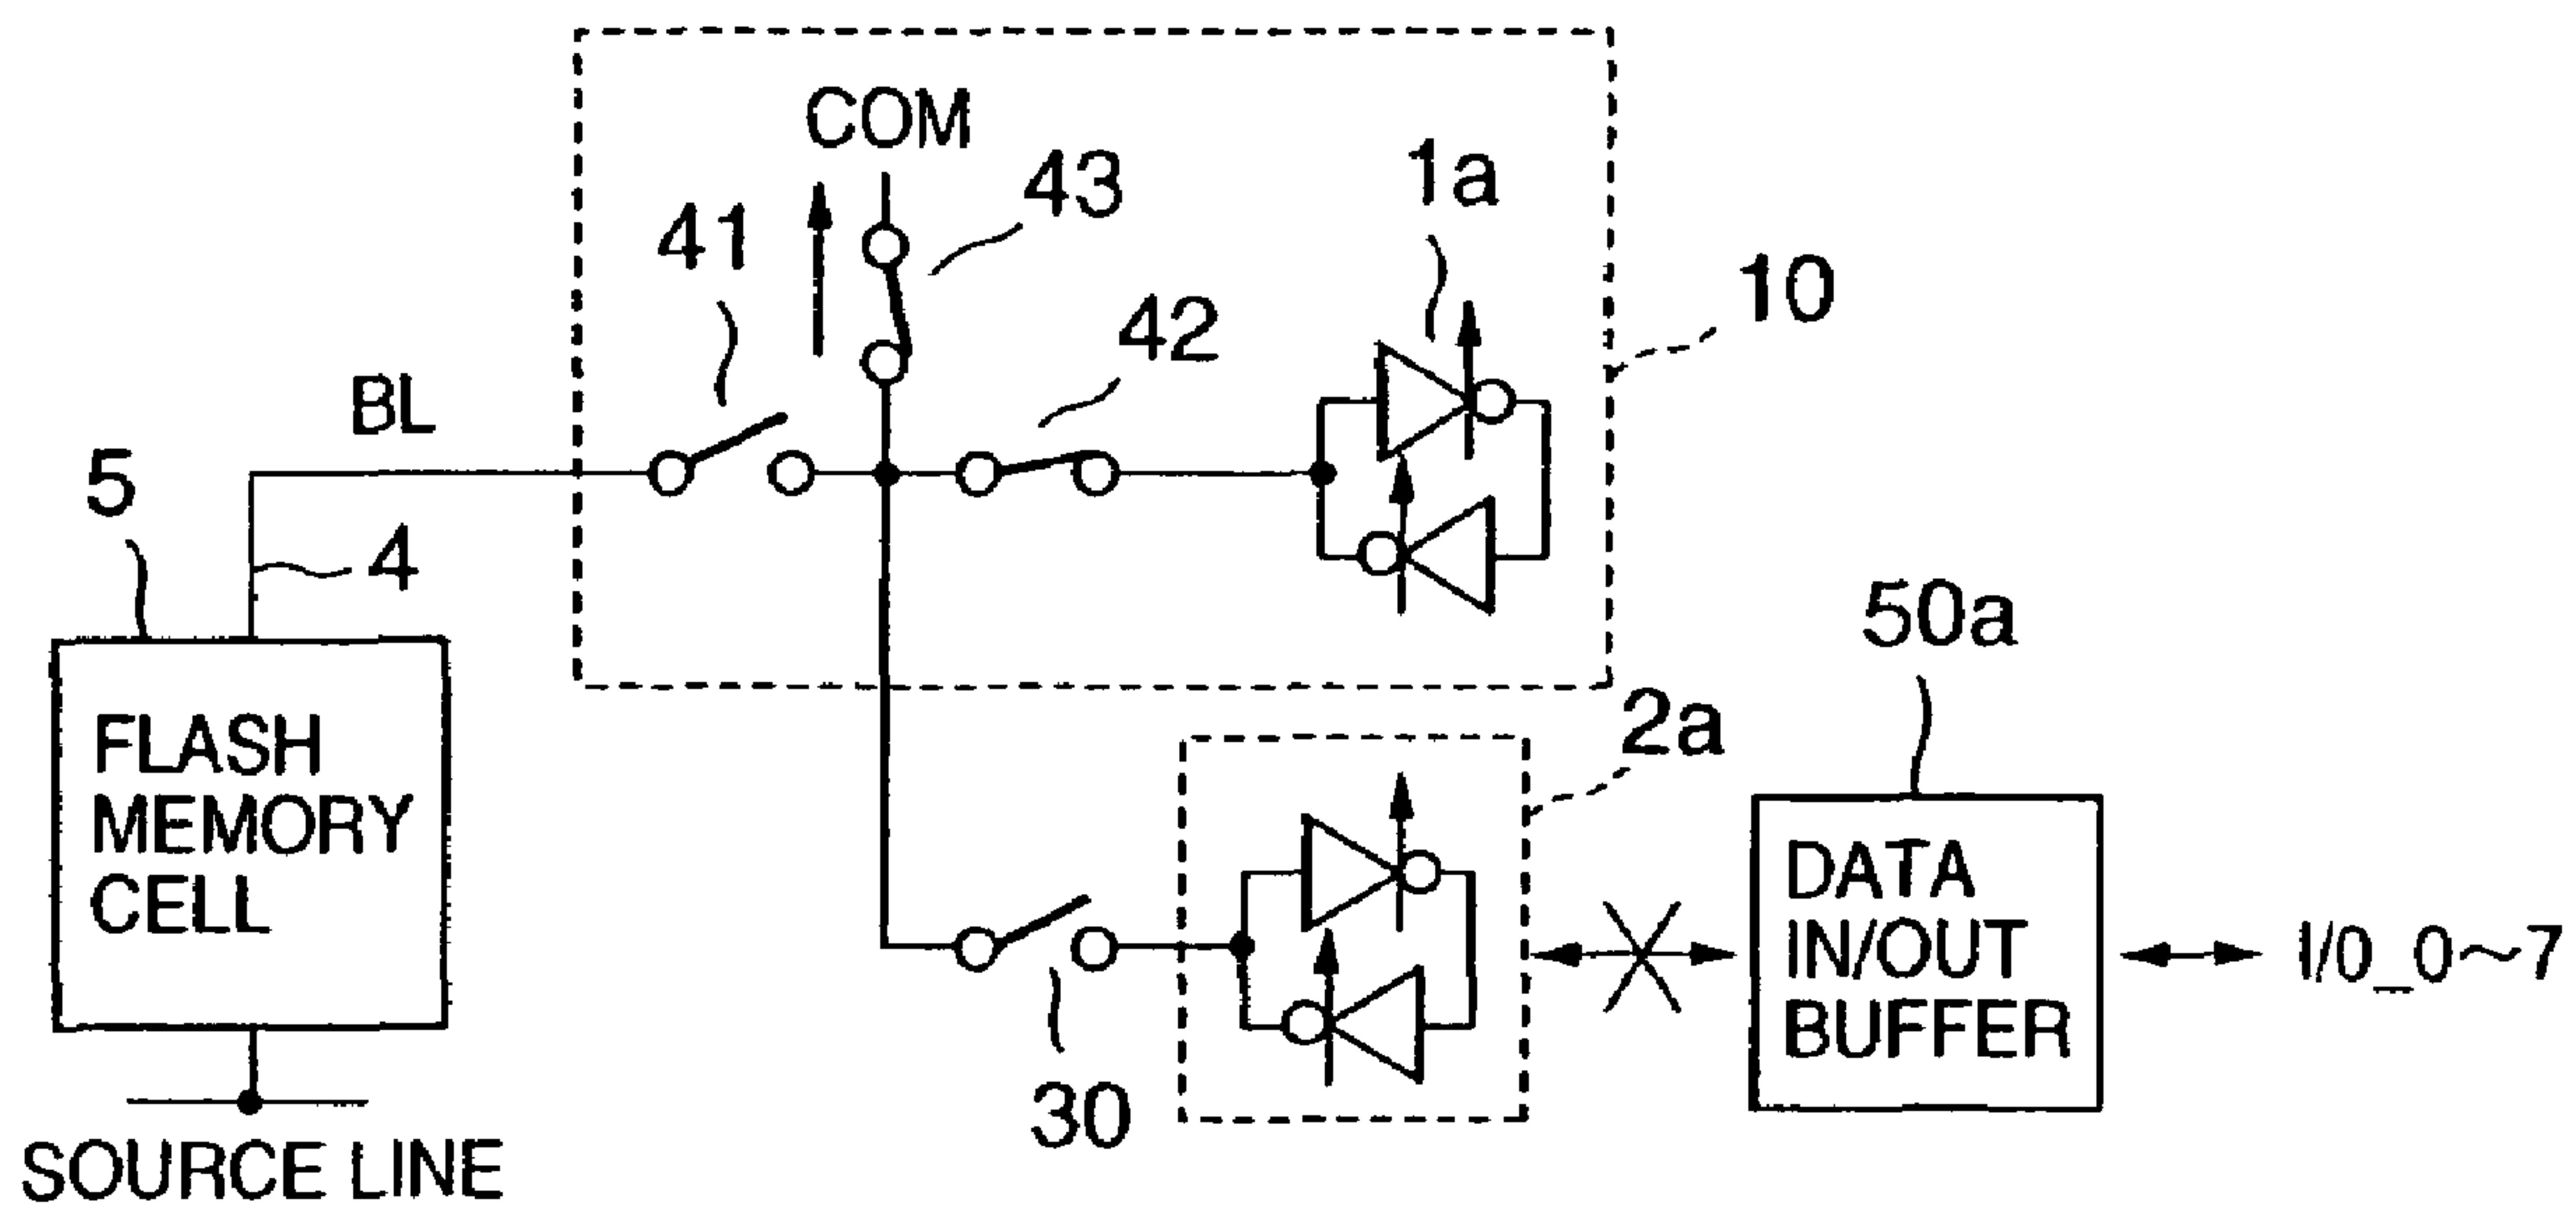 COM
43
1a
41
10
42
BL
5
4
50a
2a
FLASH
MEMORY
CELL
DATA
IN/OUT
BUFFER
I/0_0~7
30
SOURCE LINE